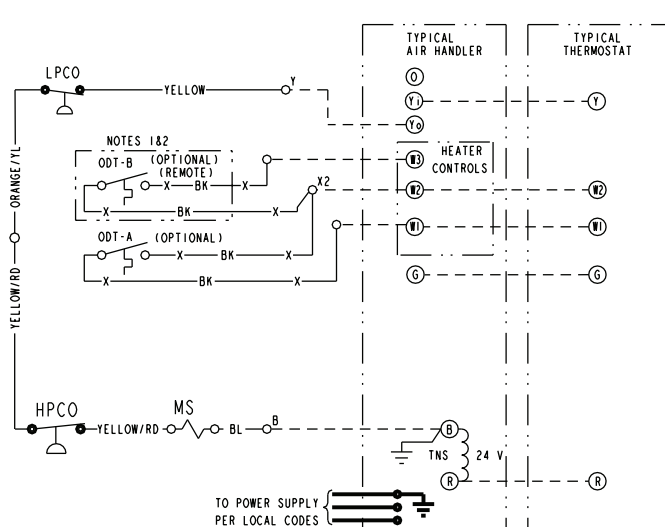 TYPICAL
AIR HANDLER
TYPICAL
THERMOSTAT
LPCO
O
YELLOW
Y
Yi
Y
Yo
NOTES 1&2
ODT-B (OPTIONAL)
(REMOTE)
X BK X
W3
HEATER
CONTROLS
ORANGE/YL
X2
W2
W2
X BK X
W1
W1
ODT-A (OPTIONAL)
X BK X
G
G
X BK X
YELLOW/RD
HPCO
MS
YELLOW/RD
BL
B
B
TNS 24 V
R
R
TO POWER SUPPLY
PER LOCAL CODES